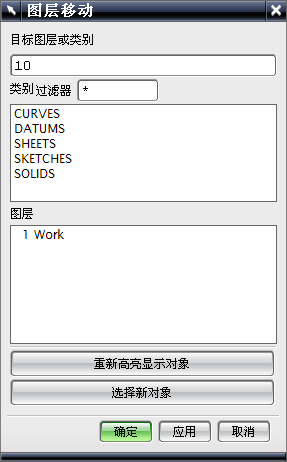 图层移动
目标图层或类别
10
类别过滤器 *
CURVES
DATUMS
SHEETS
SKETCHES
SOLIDS
图层
1 Work
重新高亮显示对象
选择新对象
确定 应用 取消